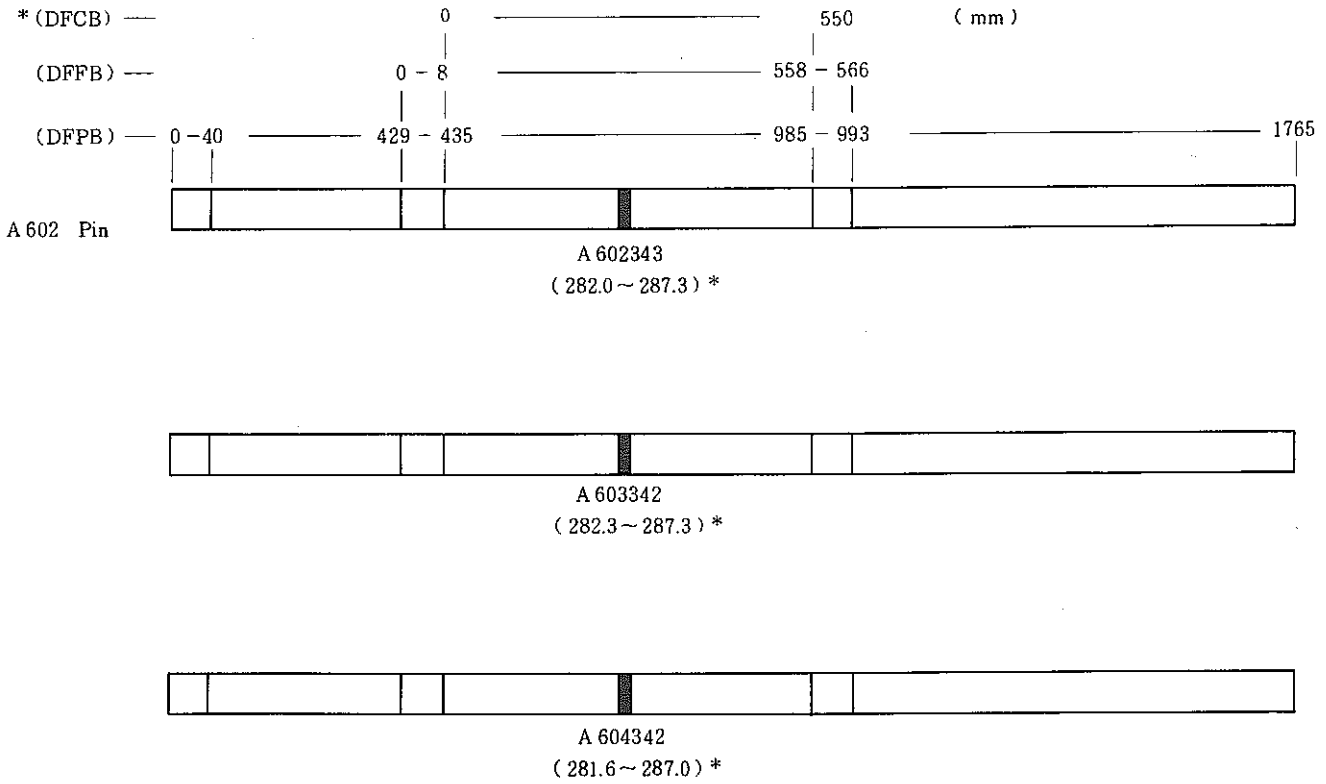 *(DFCB) — 0 — 550 (mm)
(DFFB) — 0 - 8 — 558 - 566
(DFPB) — 0 - 40 — 429 - 435 — 985 - 993 — 1765
A 602 Pin
A 602343
(282.0~287.3)*
A 603342
(282.3~287.3)*
A 604342
(281.6~287.0)*